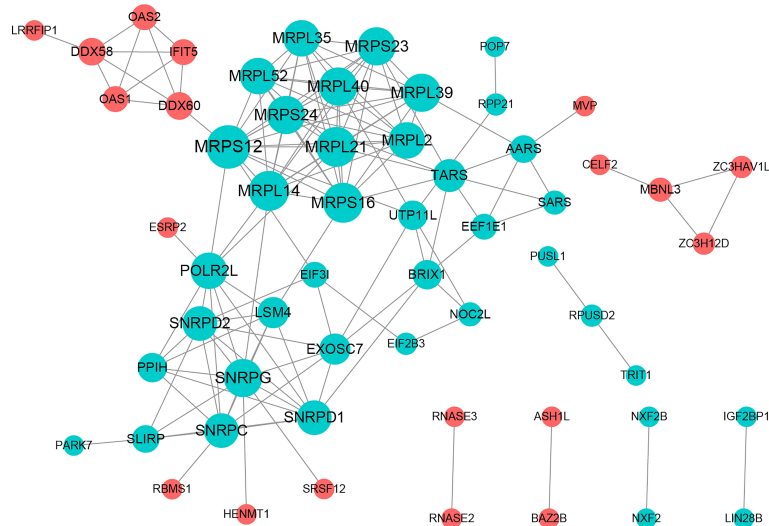 OAS2
LRRFIP1
DDX58
IFIT5
OAS1
DDX60
MRPL35
MRPS23
MRPL52
MRPL40
MRPL39
MRPS24
MRPS12
MRPL21
MRPL2
MRPL14
MRPS16
TARS
POP7
RPP21
MVP
AARS
SARS
EEF1E1
UTP11L
CELF2
MBNL3
ZC3HAV1L
ZC3H12D
ESRP2
POLR2L
EIF3I
BRIX1
SNRPD2
LSM4
NOC2L
EXOSC7
EIF2B3
PPIH
SNRPG
SNRPD1
SNRPC
SLIRP
PARK7
RBMS1
HENMT1
SRSF12
PUSL1
RPUSD2
TRIT1
RNASE3
ASH1L
NXF2B
IGF2BP1
RNASE2
BAZ2B
NXF2
LIN28B